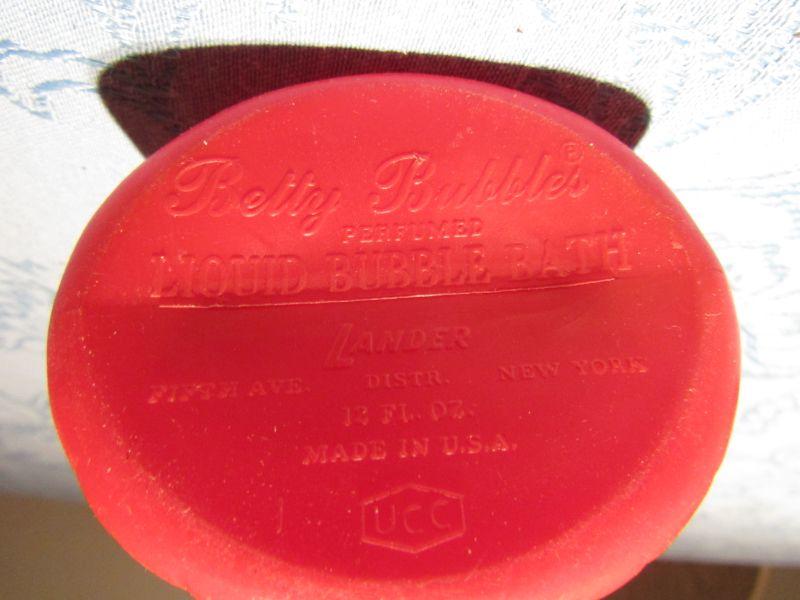 Betty Bubbles®
PERFUMED
LIQUID BUBBLE BATH
LANDER
FIFTH AVE. DISTR. NEW YORK
12 FL. OZ.
MADE IN U.S.A.
UCC